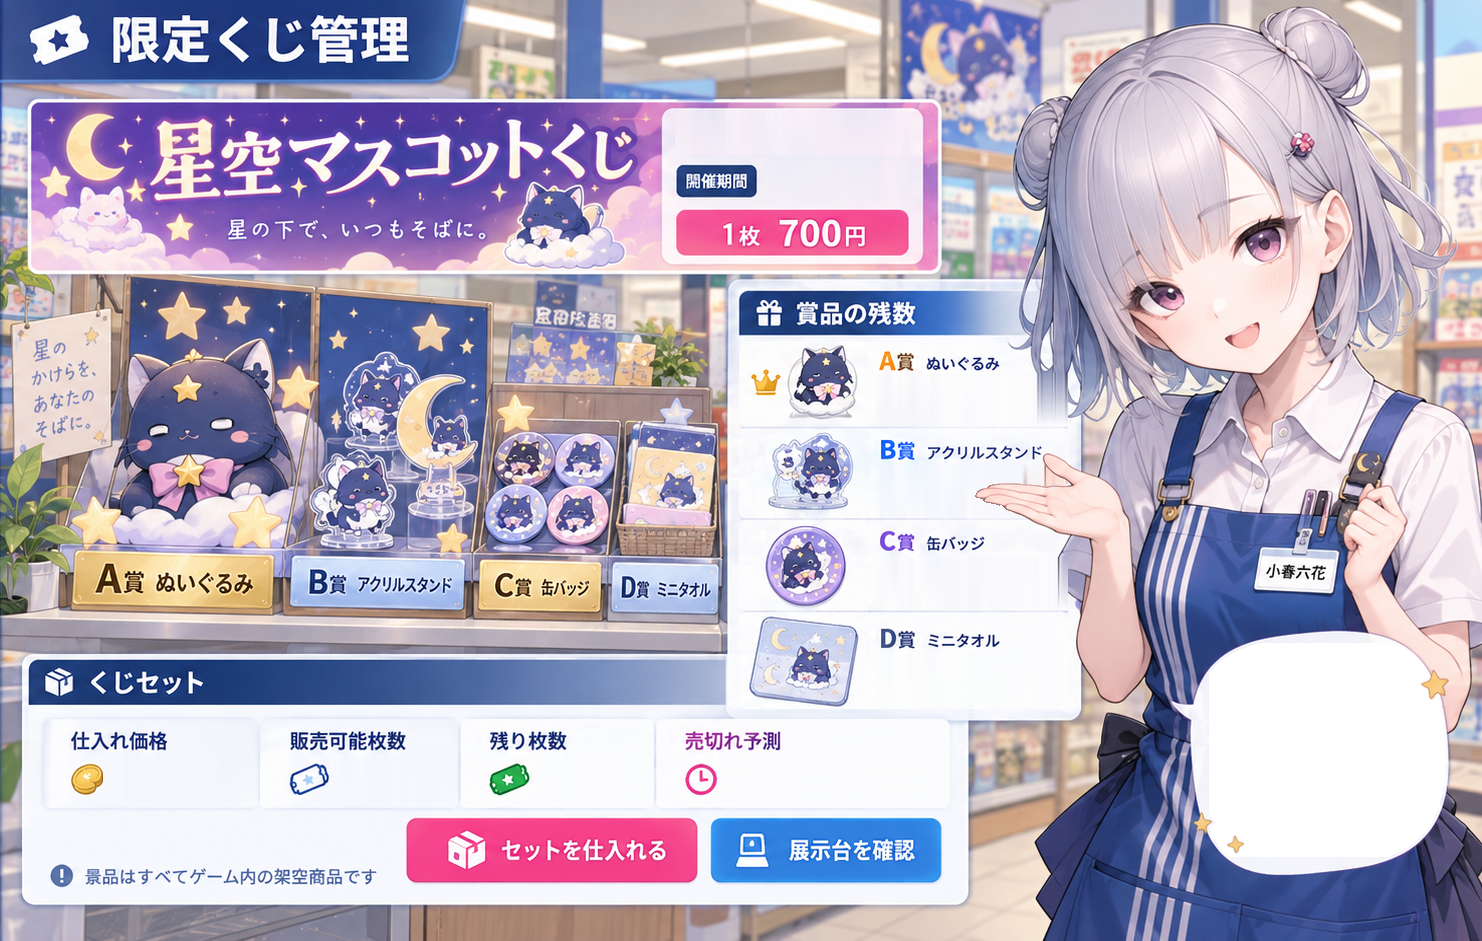 限定くじ管理
星空マスコットくじ
星の下で、いつもそばに。
開催期間
1枚 700円
星の
かけらを、
あなたの
そばに。
A賞 ぬいぐるみ
B賞 アクリルスタンド
C賞 缶バッジ
D賞 ミニタオル
賞品の残数
A賞 ぬいぐるみ
B賞 アクリルスタンド
C賞 缶バッジ
D賞 ミニタオル
小春六花
くじセット
仕入れ価格
販売可能枚数
残り枚数
売切れ予測
セットを仕入れる
展示台を確認
景品はすべてゲーム内の架空商品です